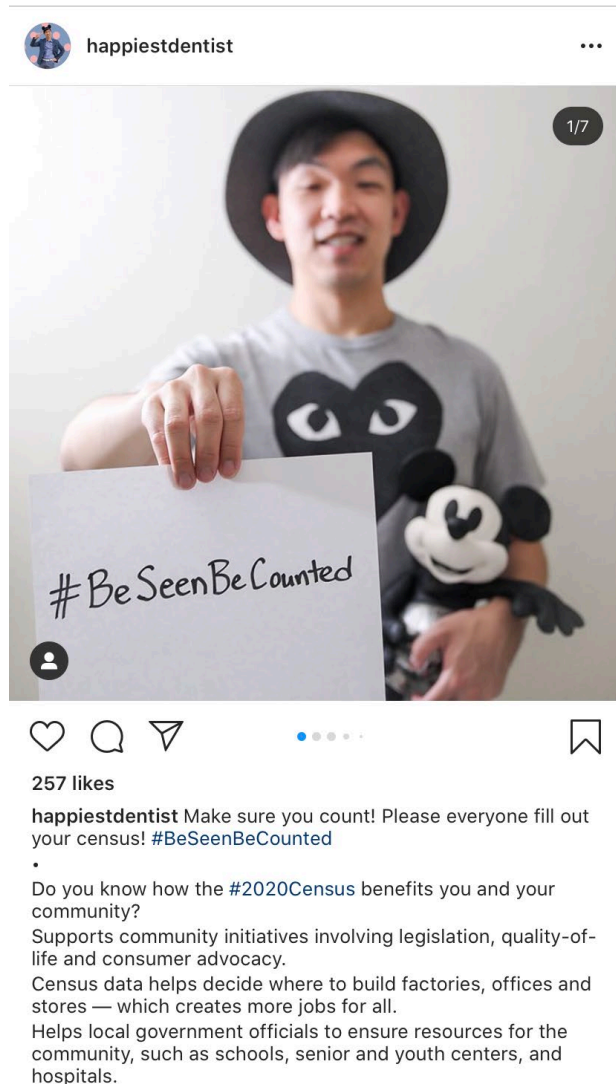 happiestdentist
1/7
#BeSeenBeCounted
257 likes
happiestdentist Make sure you count! Please everyone fill out
your census! #BeSeenBeCounted
•
Do you know how the #2020Census benefits you and your
community?
Supports community initiatives involving legislation, quality-of-
life and consumer advocacy.
Census data helps decide where to build factories, offices and
stores — which creates more jobs for all.
Helps local government officials to ensure resources for the
community, such as schools, senior and youth centers, and
hospitals.